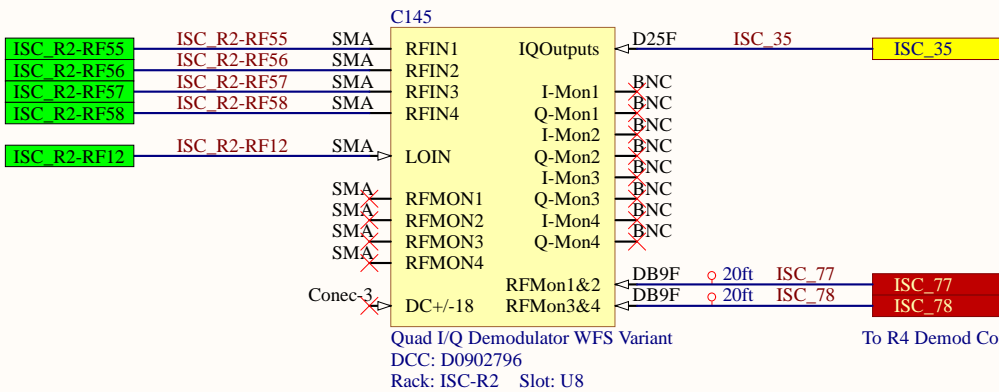 C145
ISC_R2-RF55 ISC_R2-RF55 SMA RFIN1 IQOutputs D25F ISC_35 ISC_35
ISC_R2-RF56 ISC_R2-RF56 SMA RFIN2
ISC_R2-RF57 ISC_R2-RF57 SMA RFIN3 I-Mon1 BNC
ISC_R2-RF58 ISC_R2-RF58 SMA RFIN4 Q-Mon1 BNC
I-Mon2 BNC
ISC_R2-RF12 ISC_R2-RF12 SMA LOIN Q-Mon2 BNC
I-Mon3 BNC
SMA RFMON1 Q-Mon3 BNC
SMA RFMON2 I-Mon4 BNC
SMA RFMON3 Q-Mon4 BNC
SMA RFMON4
RFMon1&2 DB9F 20ft ISC_77 ISC_77
Conec-3 DC+/-18 RFMon3&4 DB9F 20ft ISC_78 ISC_78
Quad I/Q Demodulator WFS Variant To R4 Demod Co
DCC: D0902796
Rack: ISC-R2 Slot: U8